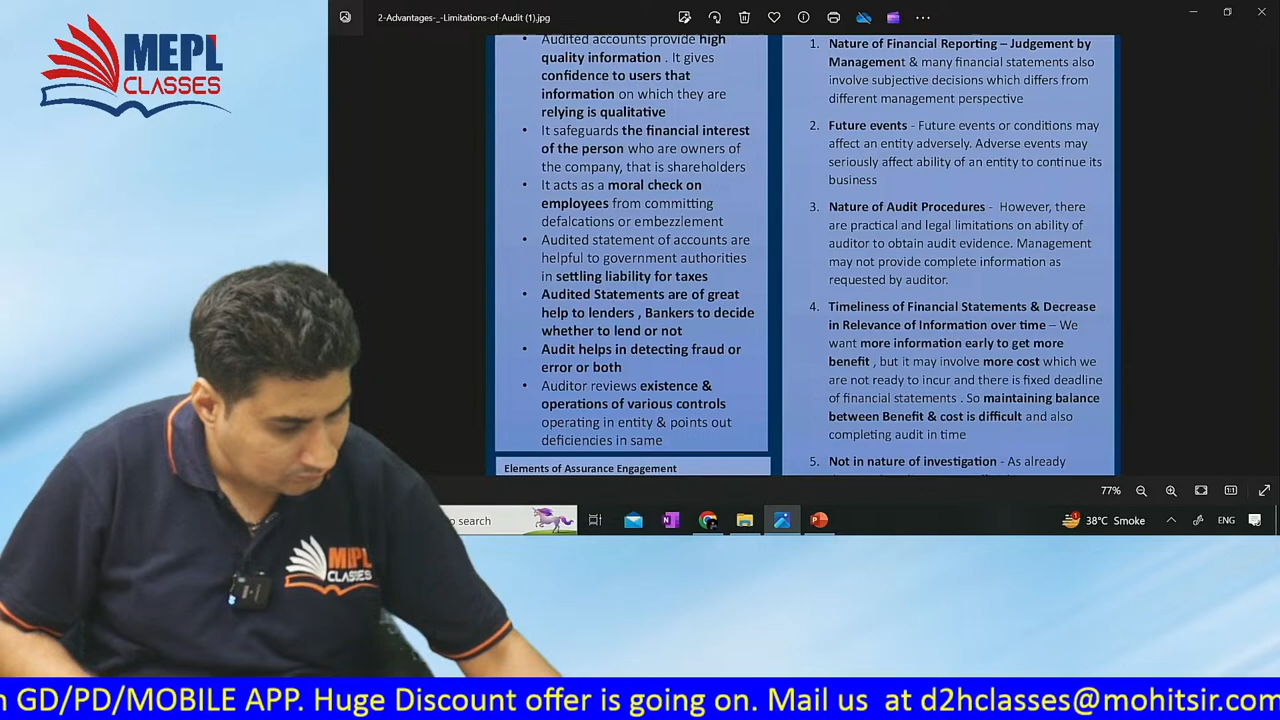 MEPL
CLASSES
2-Advantages-_-Limitations-of-Audit (1).jpg
Audited accounts provide high
quality information . It gives
confidence to users that
information on which they are
relying is qualitative
• It safeguards the financial interest
of the person who are owners of
the company, that is shareholders
• It acts as a moral check on
employees from committing
defalcations or embezzlement
• Audited statement of accounts are
helpful to government authorities
in settling liability for taxes
• Audited Statements are of great
help to lenders , Bankers to decide
whether to lend or not
• Audit helps in detecting fraud or
error or both
• Auditor reviews existence &
operations of various controls
operating in entity & points out
deficiencies in same
Elements of Assurance Engagement
1. Nature of Financial Reporting – Judgement by
Management & many financial statements also
involve subjective decisions which differs from
different management perspective
2. Future events - Future events or conditions may
affect an entity adversely. Adverse events may
seriously affect ability of an entity to continue its
business
3. Nature of Audit Procedures - However, there
are practical and legal limitations on ability of
auditor to obtain audit evidence. Management
may not provide complete information as
requested by auditor.
4. Timeliness of Financial Statements & Decrease
in Relevance of Information over time – We
want more information early to get more
benefit , but it may involve more cost which we
are not ready to incur and there is fixed deadline
of financial statements . So maintaining balance
between Benefit & cost is difficult and also
completing audit in time
5. Not in nature of investigation - As already
77%
o search
38°C Smoke
ENG
MEPL
CLASSES
n GD/PD/MOBILE APP. Huge Discount offer is going on. Mail us at d2hclasses@mohitsir.com